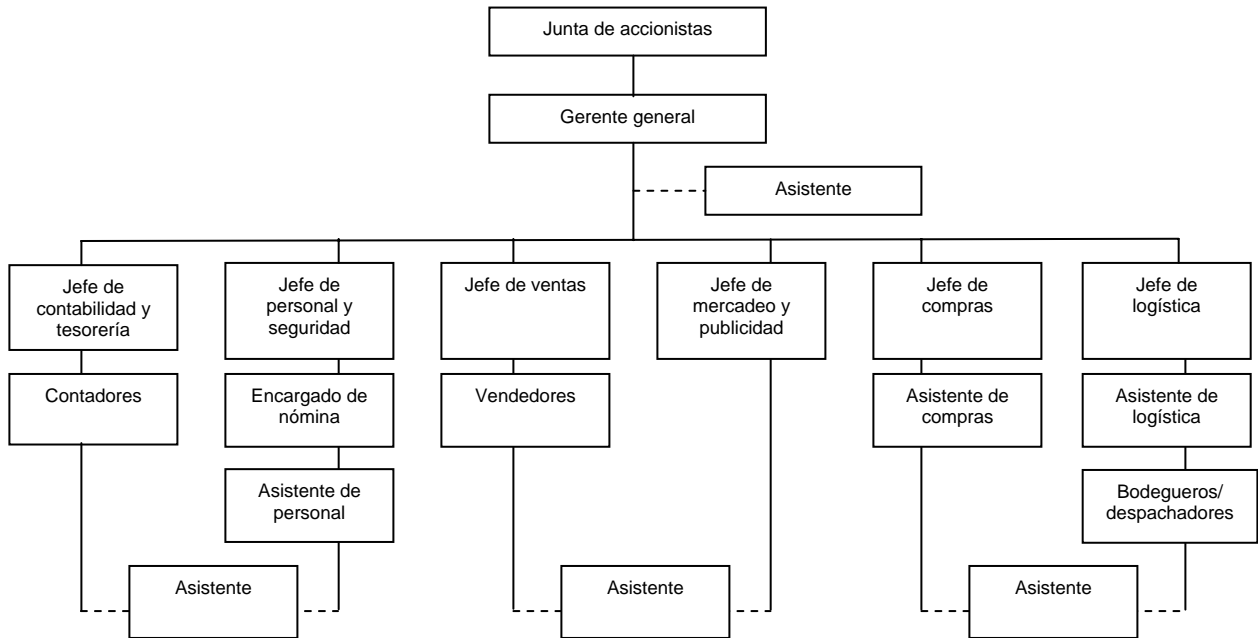 Junta de accionistas
Gerente general
Asistente
Jefe de
contabilidad y
tesorería
Jefe de
personal y
seguridad
Jefe de ventas
Jefe de
mercadeo y
publicidad
Jefe de
compras
Jefe de
logística
Contadores
Encargado de
nómina
Vendedores
Asistente de
compras
Asistente de
logística
Asistente de
personal
Bodegueros/
despachadores
Asistente
Asistente
Asistente